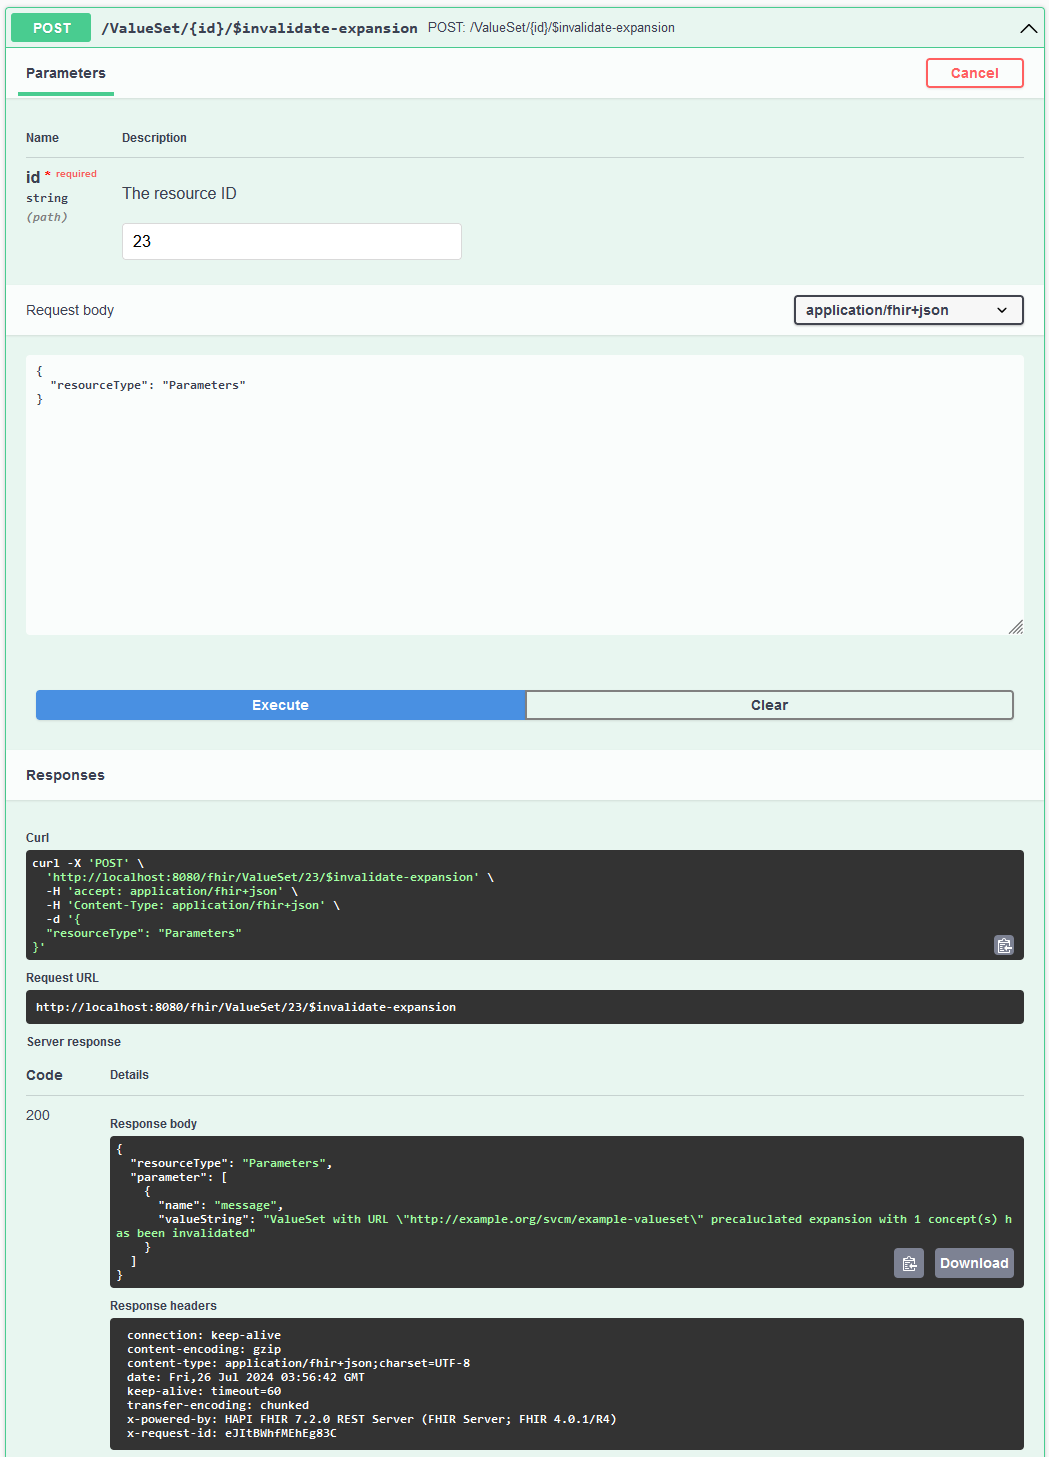 POST /ValueSet/{id}/$invalidate-expansion POST: /ValueSet/{id}/$invalidate-expansion
Parameters Cancel
Name Description
id * required
string
(path)
The resource ID
23
Request body application/fhir+json
{
  "resourceType": "Parameters"
}
Execute Clear
Responses
Curl
curl -X 'POST' \
  'http://localhost:8080/fhir/ValueSet/23/$invalidate-expansion' \
  -H 'accept: application/fhir+json' \
  -H 'Content-Type: application/fhir+json' \
  -d '{
  "resourceType": "Parameters"
}'
Request URL
http://localhost:8080/fhir/ValueSet/23/$invalidate-expansion
Server response
Code Details
200
Response body
{
  "resourceType": "Parameters",
  "parameter": [
    {
      "name": "message",
      "valueString": "ValueSet with URL \"http://example.org/svcm/example-valueset\" precaluclated expansion with 1 concept(s) h
as been invalidated"
    }
  ]
}
Download
Response headers
connection: keep-alive
content-encoding: gzip
content-type: application/fhir+json;charset=UTF-8
date: Fri,26 Jul 2024 03:56:42 GMT
keep-alive: timeout=60
transfer-encoding: chunked
x-powered-by: HAPI FHIR 7.2.0 REST Server (FHIR Server; FHIR 4.0.1/R4)
x-request-id: eJItBWhfMEhEg83C